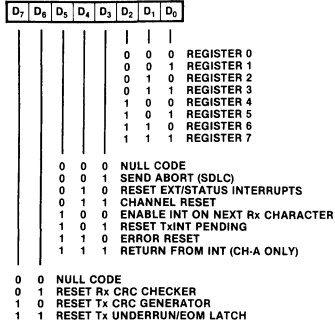 D7 D6 D5 D4 D3 D2 D1 D0
0 0 0 REGISTER 0
0 0 1 REGISTER 1
0 1 0 REGISTER 2
0 1 1 REGISTER 3
1 0 0 REGISTER 4
1 0 1 REGISTER 5
1 1 0 REGISTER 6
1 1 1 REGISTER 7
0 0 0 NULL CODE
0 0 1 SEND ABORT (SDLC)
0 1 0 RESET EXT/STATUS INTERRUPTS
0 1 1 CHANNEL RESET
1 0 0 ENABLE INT ON NEXT Rx CHARACTER
1 0 1 RESET TxINT PENDING
1 1 0 ERROR RESET
1 1 1 RETURN FROM INT (CH-A ONLY)
0 0 NULL CODE
0 1 RESET Rx CRC CHECKER
1 0 RESET Tx CRC GENERATOR
1 1 RESET Tx UNDERRUN/EOM LATCH